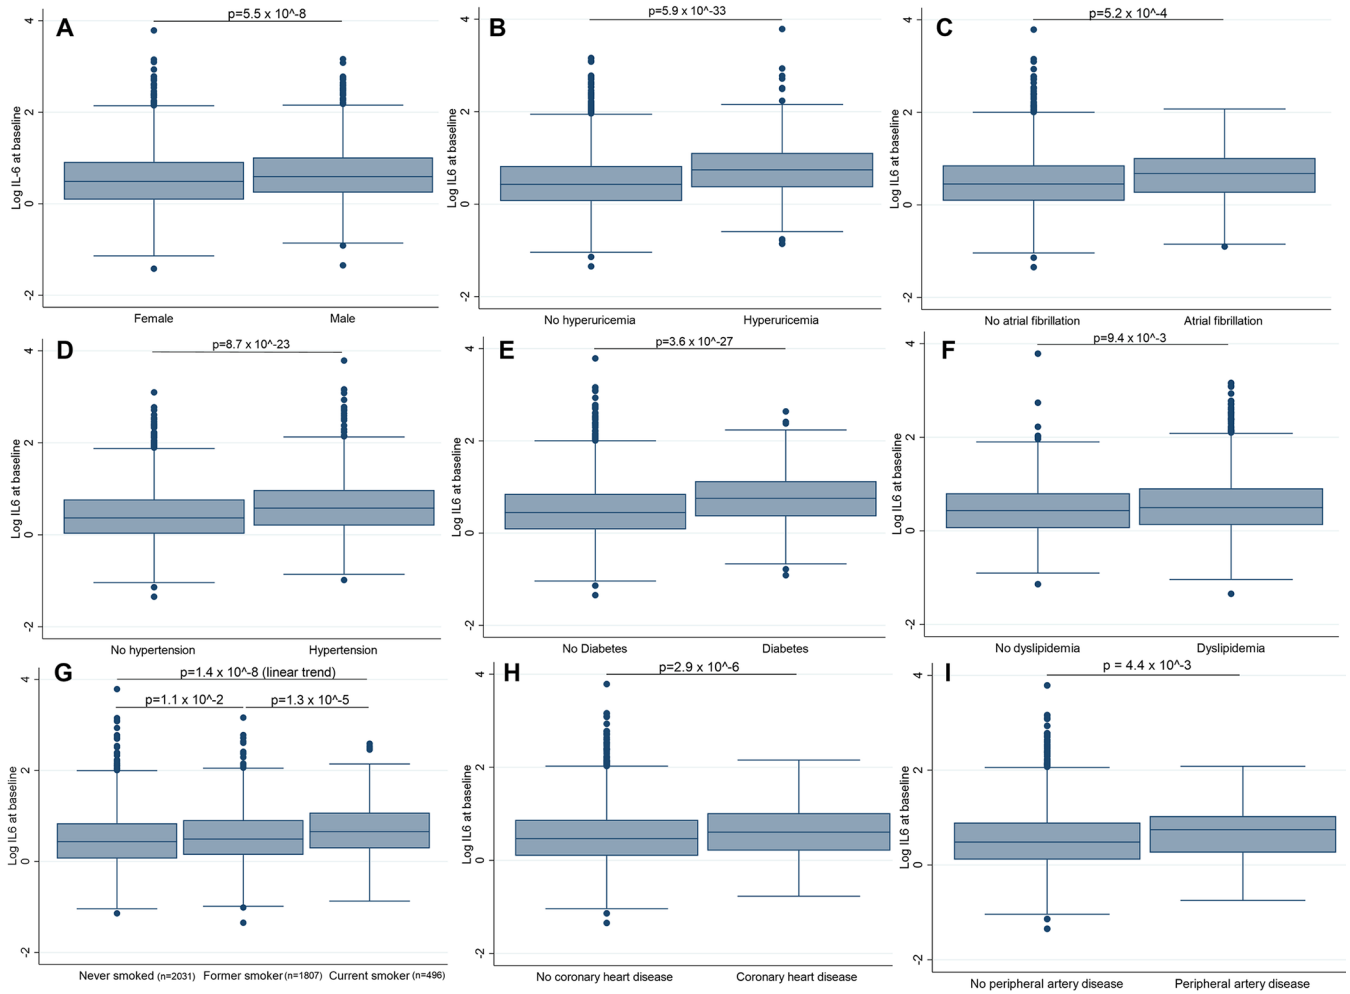 A
p=5.5 x 10^-8
Log IL-6 at baseline
4
2
0
-2
Female
Male
B
p=5.9 x 10^-33
Log IL6 at baseline
4
2
0
-2
No hyperuricemia
Hyperuricemia
C
p=5.2 x 10^-4
Log IL6 at baseline
4
2
0
-2
No atrial fibrillation
Atrial fibrillation
D
p=8.7 x 10^-23
Log IL6 at baseline
4
2
0
-2
No hypertension
Hypertension
E
p=3.6 x 10^-27
Log IL6 at baseline
4
2
0
-2
No Diabetes
Diabetes
F
p=9.4 x 10^-3
Log IL6 at baseline
4
2
0
-2
No dyslipidemia
Dyslipidemia
G
p=1.4 x 10^-8 (linear trend)
p=1.1 x 10^-2
p=1.3 x 10^-5
Log IL6 at baseline
4
2
0
-2
Never smoked (n=2031)
Former smoker (n=1807)
Current smoker (n=496)
H
p=2.9 x 10^-6
Log IL6 at baseline
4
2
0
-2
No coronary heart disease
Coronary heart disease
I
p = 4.4 x 10^-3
Log IL6 at baseline
4
2
0
-2
No peripheral artery disease
Peripheral artery disease